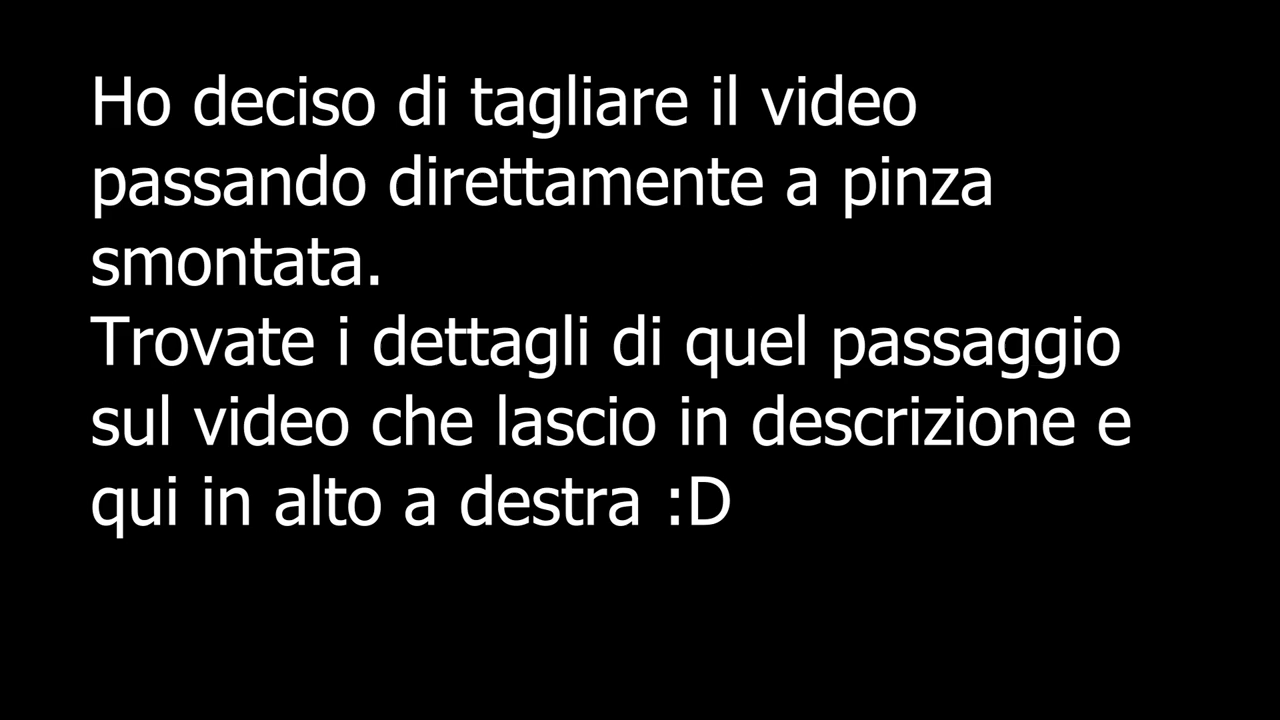 Ho deciso di tagliare il video
passando direttamente a pinza
smontata.
Trovate i dettagli di quel passaggio
sul video che lascio in descrizione e
qui in alto a destra :D